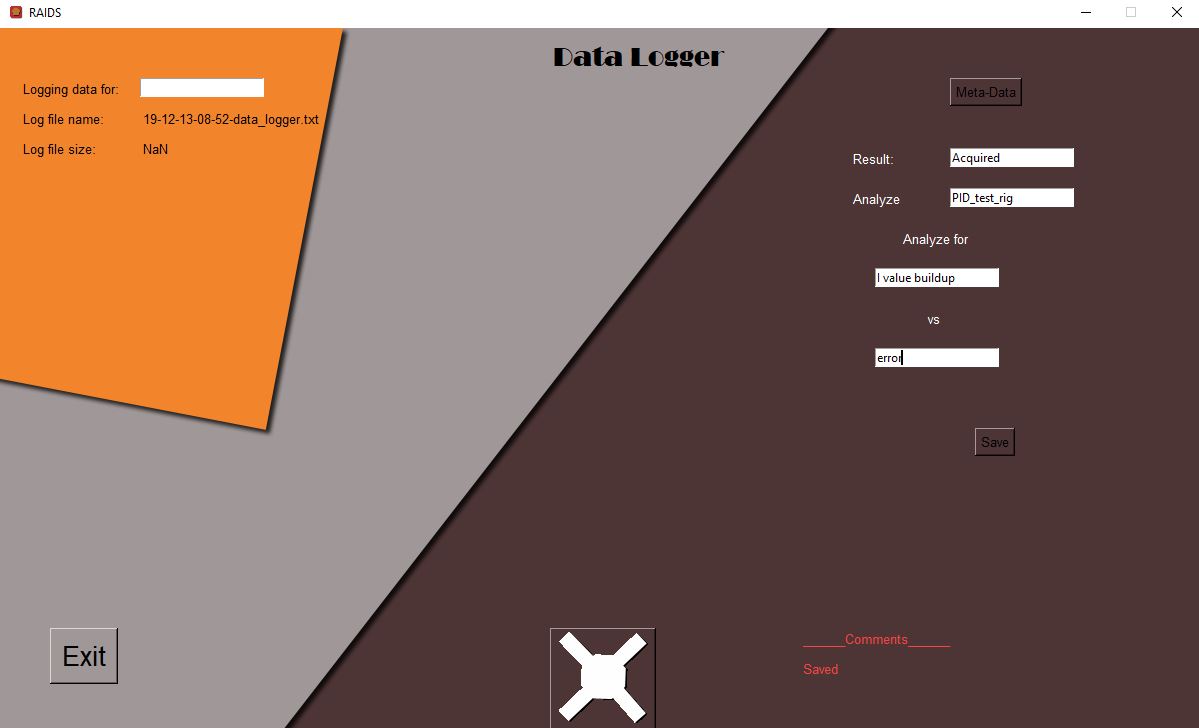 RAIDS
Data Logger
Logging data for:
Log file name: 19-12-13-08-52-data_logger.txt
Log file size: NaN
Meta-Data
Result: Acquired
Analyze PID_test_rig
Analyze for
I value buildup
vs
error
Save
Exit
______Comments______
Saved